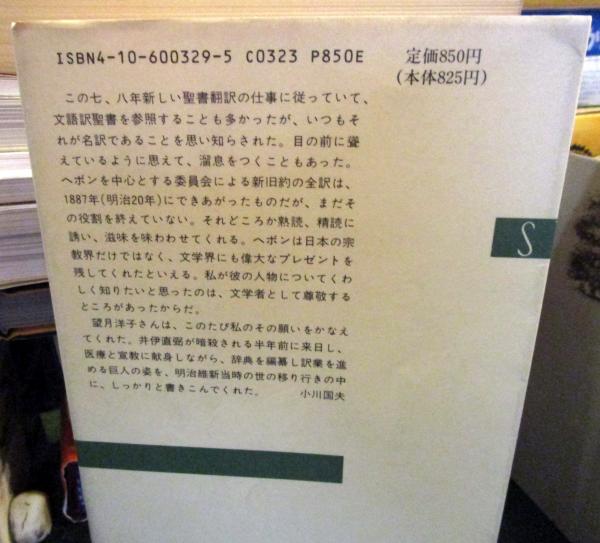 ISBN4-10-600329-5 C0323 P850E
定価850円
(本体825円)
この七、八年新しい聖書翻訳の仕事に従っていて、
文語訳聖書を参照することも多かったが、いつもそ
れが名訳であることを思い知らされた。目の前に聳
えているように思えて、溜息をつくこともあった。
ヘボンを中心とする委員会による新旧約の全訳は、
1887年(明治20年)にできあがったものだが、まだそ
の役割を終えていない。それどころか熟読、精読に
誘い、滋味を味わわせてくれる。ヘボンは日本の宗
教界だけではなく、文学界にも偉大なプレゼントを
残してくれたといえる。私が彼の人物についてくわ
しく知りたいと思ったのは、文学者として尊敬する
ところがあったからだ。
望月洋子さんは、このたび私のその願いをかなえ
てくれた。井伊直弼が暗殺される半年前に来日し、
医療と宣教に献身しながら、辞典を編纂し訳業を進
める巨人の姿を、明治維新当時の世の移り行きの中
に、しっかりと書きこんでくれた。 小川国夫
S